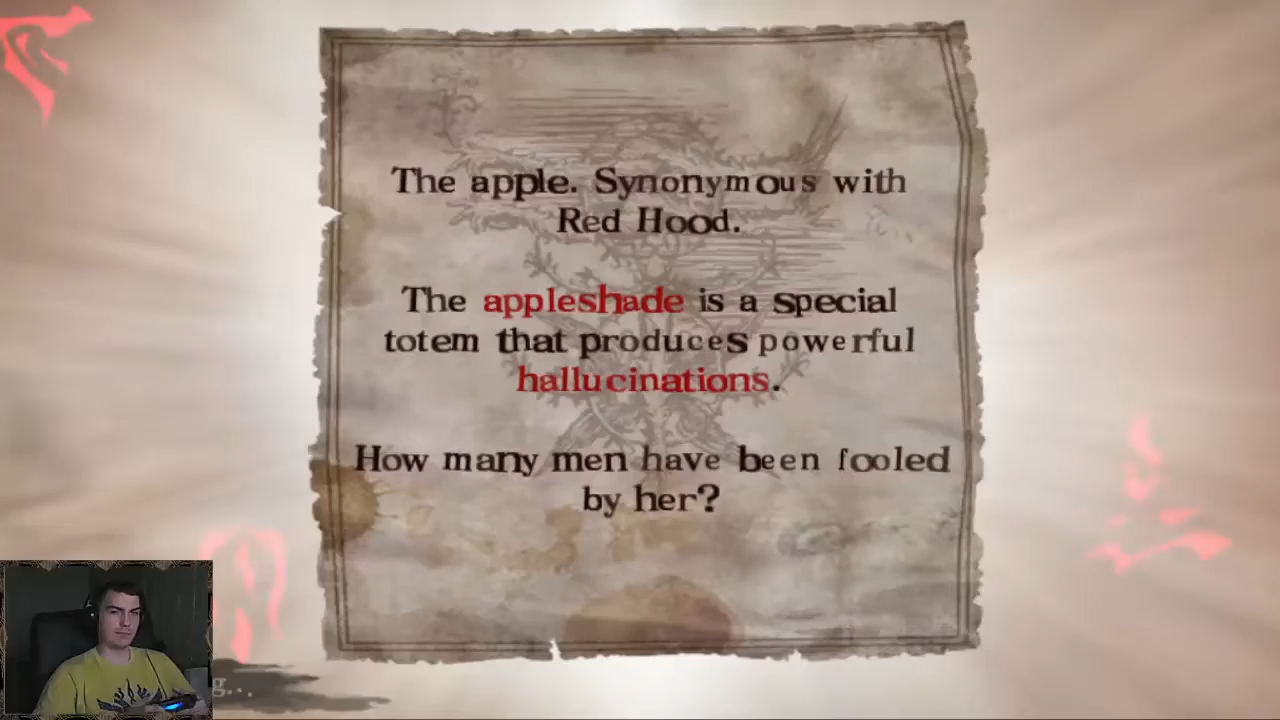 The apple. Synonymous with
Red Hood.
The appleshade is a special
totem that produces powerful
hallucinations.
How many men have been fooled
by her?
g...